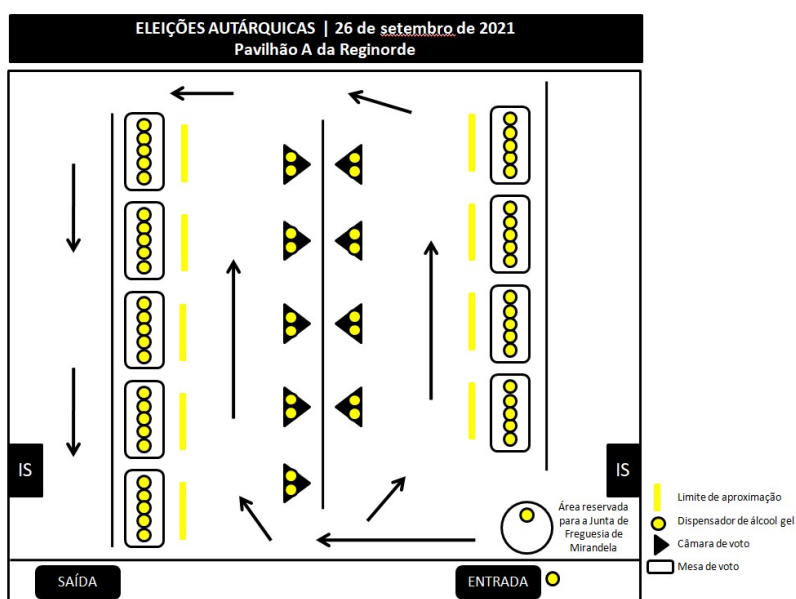 ELEIÇÕES AUTÁRQUICAS | 26 de setembro de 2021
Pavilhão A da Reginorde
IS
IS
Área reservada
para a Junta de
Freguesia de
Mirandela
SAÍDA
ENTRADA
Limite de aproximação
Dispensador de álcool gel
Câmara de voto
Mesa de voto